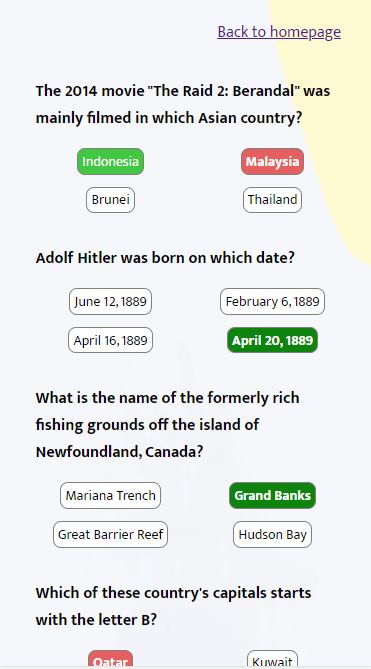 Back to homepage
The 2014 movie "The Raid 2: Berandal" was
mainly filmed in which Asian country?
Indonesia Malaysia
Brunei Thailand
Adolf Hitler was born on which date?
June 12, 1889 February 6, 1889
April 16, 1889 April 20, 1889
What is the name of the formerly rich
fishing grounds off the island of
Newfoundland, Canada?
Mariana Trench Grand Banks
Great Barrier Reef Hudson Bay
Which of these country's capitals starts
with the letter B?
Qatar Kuwait